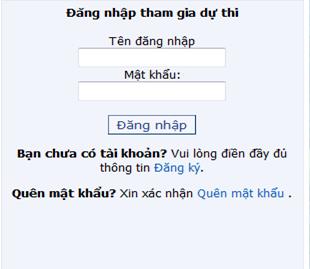 Đăng nhập tham gia dự thi
Tên đăng nhập
Mật khẩu:
Đăng nhập
Bạn chưa có tài khoản? Vui lòng điền đầy đủ
thông tin Đăng ký.
Quên mật khẩu? Xin xác nhận Quên mật khẩu .